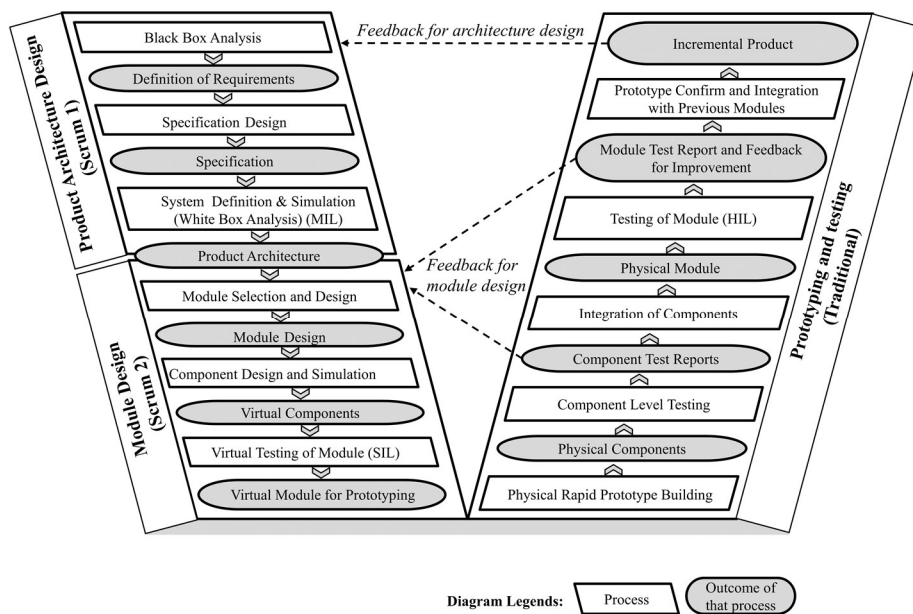 Product Architecture Design
(Scrum 1)
Black Box Analysis
Definition of Requirements
Specification Design
Specification
System Definition & Simulation
(White Box Analysis) (MIL)
Product Architecture
Module Design
(Scrum 2)
Module Selection and Design
Module Design
Component Design and Simulation
Virtual Components
Virtual Testing of Module (SIL)
Virtual Module for Prototyping
Feedback for architecture design
Feedback for
module design
Incremental Product
Prototype Confirm and Integration
with Previous Modules
Module Test Report and Feedback
for Improvement
Testing of Module (HIL)
Physical Module
Integration of Components
Component Test Reports
Component Level Testing
Physical Components
Physical Rapid Prototype Building
Prototyping and testing
(Traditional)
Diagram Legends:
Process
Outcome of
that process